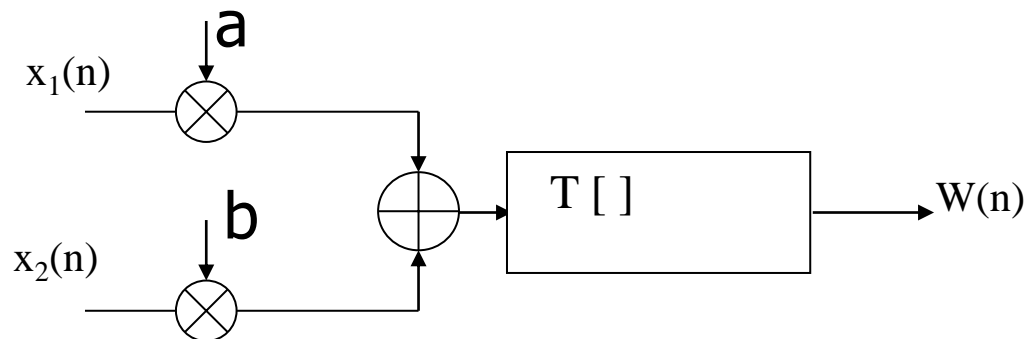 a
x₁(n)
T [ ]
W(n)
b
x₂(n)